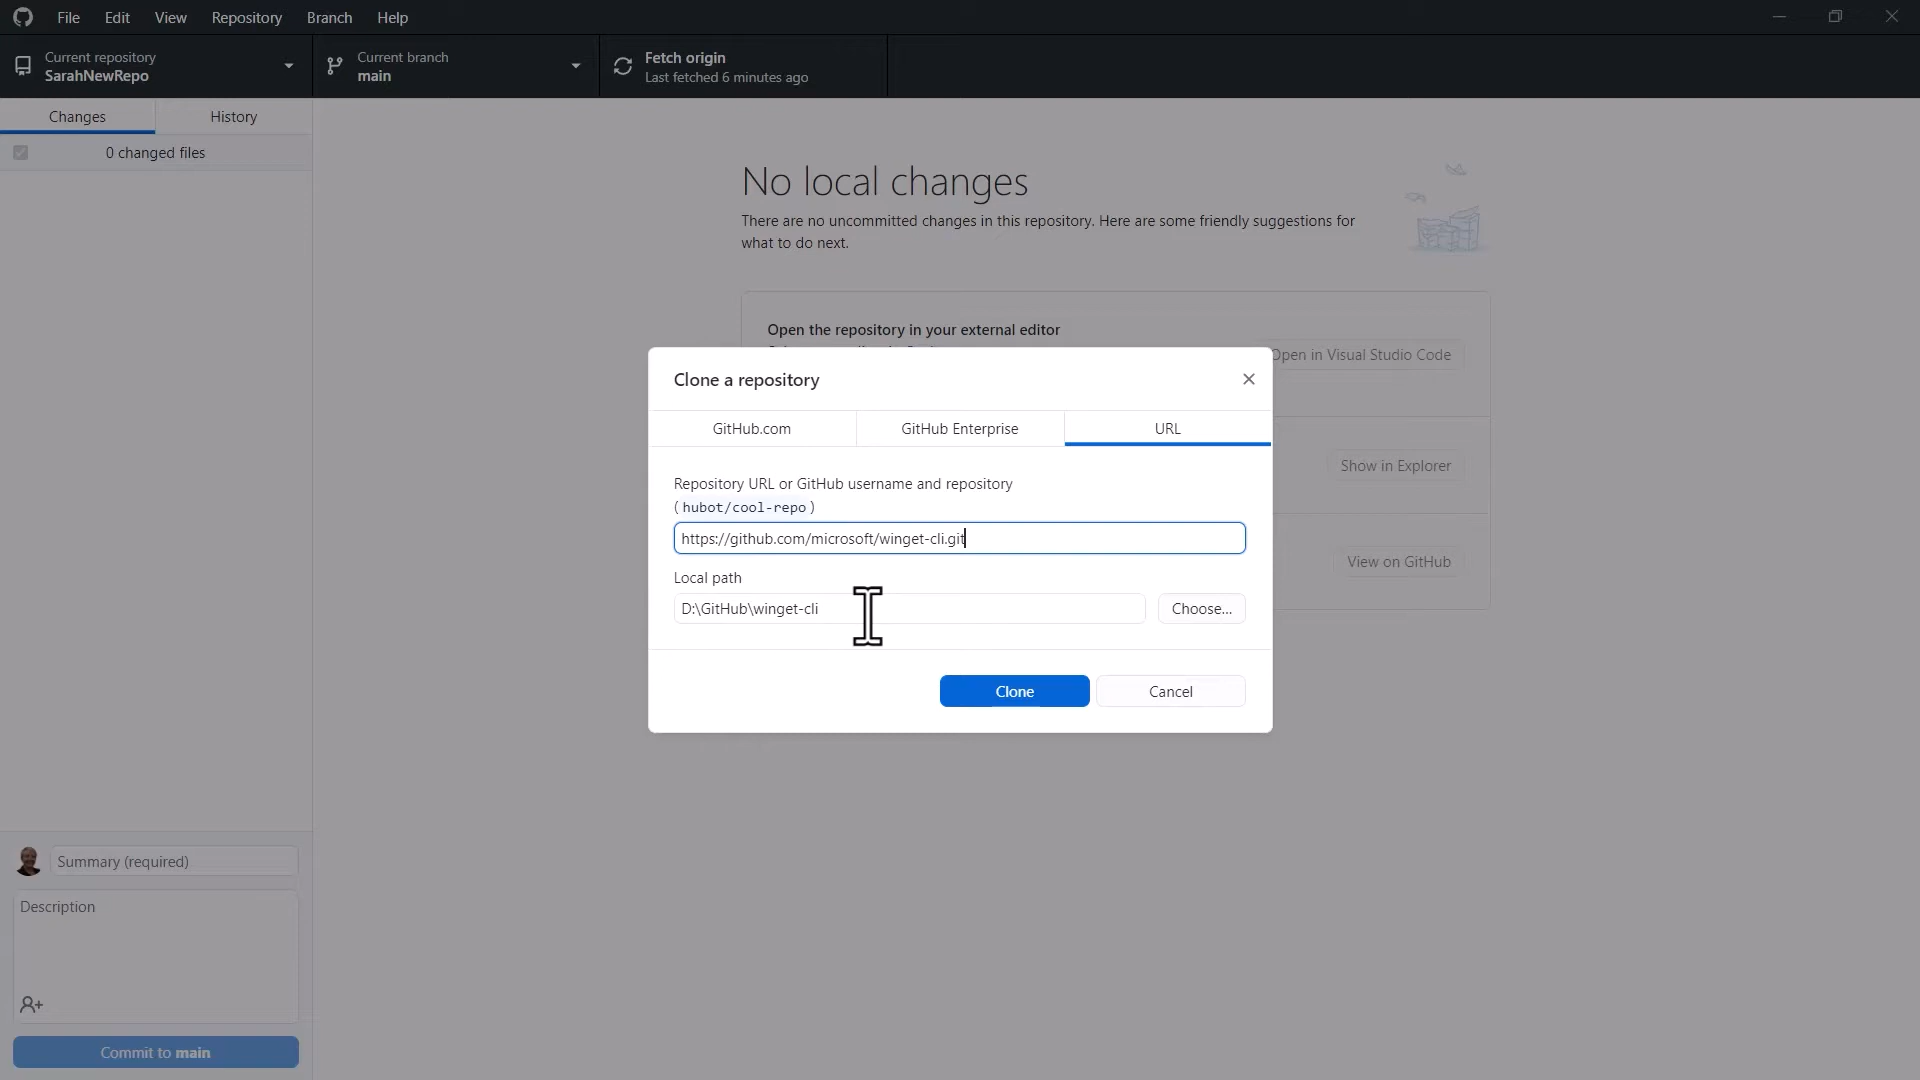 File Edit View Repository Branch Help
Current repository
SarahNewRepo
Current branch
main
Fetch origin
Last fetched 6 minutes ago
Changes History
0 changed files
No local changes
There are no uncommitted changes in this repository. Here are some friendly suggestions for
what to do next.
Open the repository in your external editor
Open in Visual Studio Code
Show in Explorer
View on GitHub
Clone a repository
GitHub.com GitHub Enterprise URL
Repository URL or GitHub username and repository
(hubot/cool-repo)
https://github.com/microsoft/winget-cli.git
Local path
D:\GitHub\winget-cli
Choose...
Clone Cancel
Summary (required)
Description
Commit to main